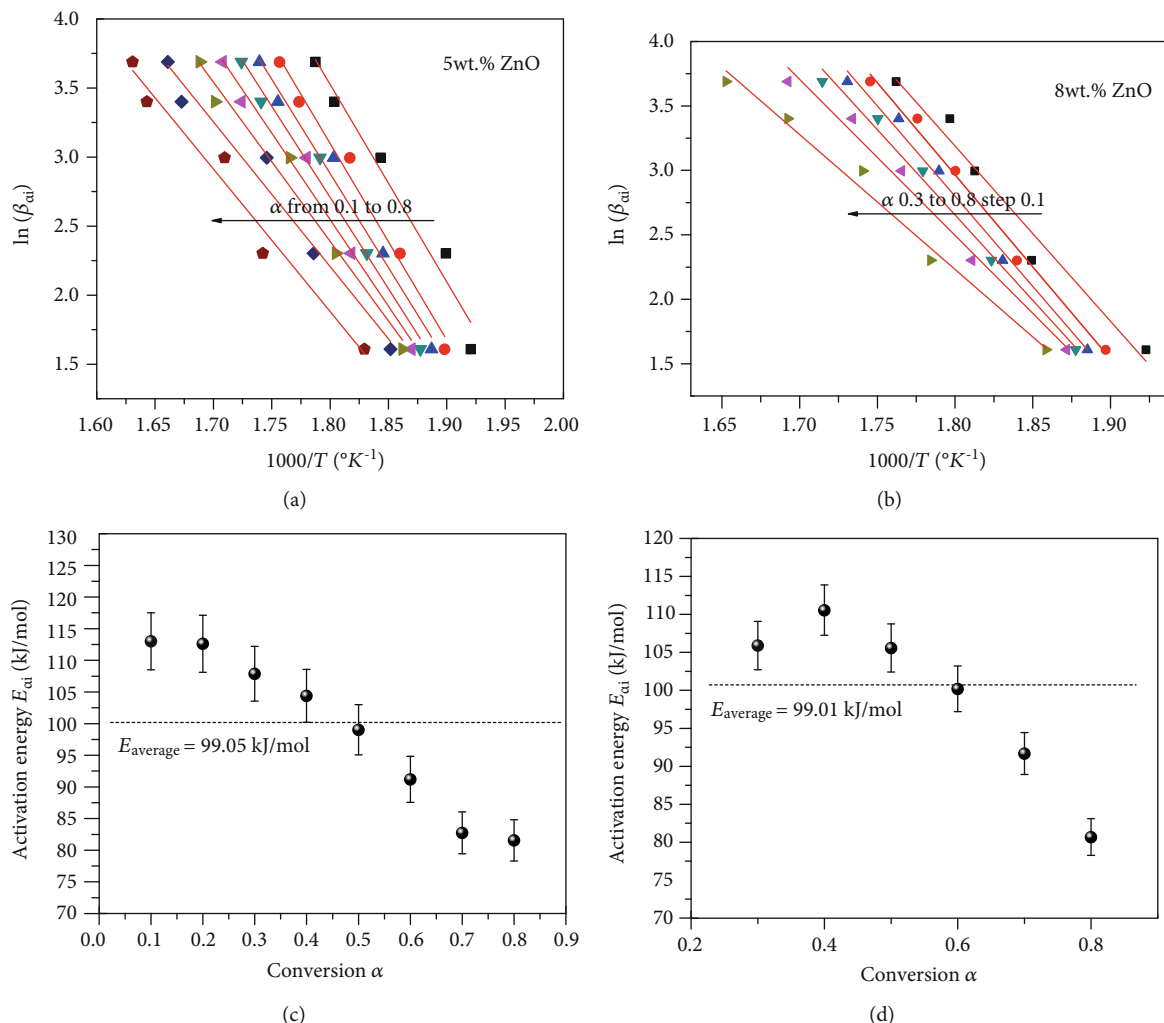 4.0
3.5
3.0
2.5
2.0
1.5
ln (βαi)
5wt.% ZnO
α from 0.1 to 0.8
1.60 1.65 1.70 1.75 1.80 1.85 1.90 1.95 2.00
1000/T (°K-1)
(a)
4.0
3.5
3.0
2.5
2.0
1.5
ln (βαi)
8wt.% ZnO
α 0.3 to 0.8 step 0.1
1.65 1.70 1.75 1.80 1.85 1.90
1000/T (°K-1)
(b)
130
125
120
115
110
105
100
95
90
85
80
75
70
Activation energy Eαi (kJ/mol)
Eaverage = 99.05 kJ/mol
0.0 0.1 0.2 0.3 0.4 0.5 0.6 0.7 0.8 0.9
Conversion α
(c)
120
115
110
105
100
95
90
85
80
75
70
Activation energy Eαi (kJ/mol)
Eaverage = 99.01 kJ/mol
0.2 0.4 0.6 0.8
Conversion α
(d)